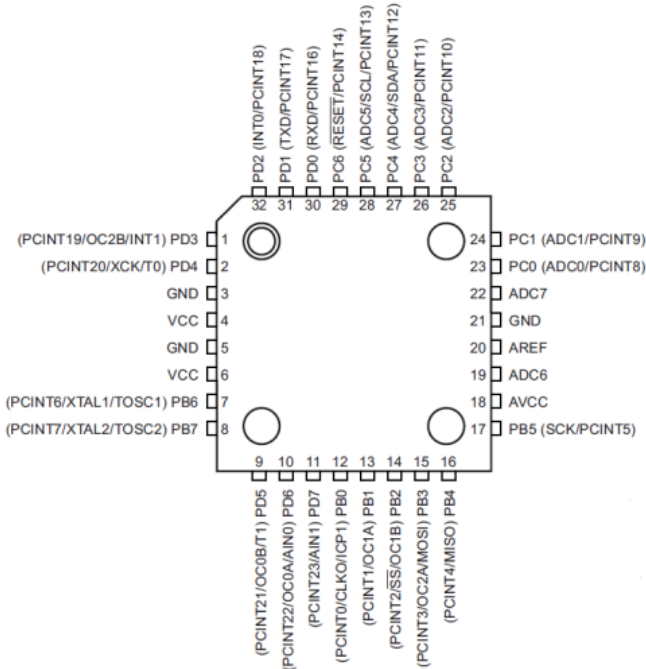 PD2 (INT0/PCINT18)
PD1 (TXD/PCINT17)
PD0 (RXD/PCINT16)
PC6 (RESET/PCINT14)
PC5 (ADC5/SCL/PCINT13)
PC4 (ADC4/SDA/PCINT12)
PC3 (ADC3/PCINT11)
PC2 (ADC2/PCINT10)
32 31 30 29 28 27 26 25
(PCINT19/OC2B/INT1) PD3 1
(PCINT20/XCK/T0) PD4 2
GND 3
VCC 4
GND 5
VCC 6
(PCINT6/XTAL1/TOSC1) PB6 7
(PCINT7/XTAL2/TOSC2) PB7 8
24 PC1 (ADC1/PCINT9)
23 PC0 (ADC0/PCINT8)
22 ADC7
21 GND
20 AREF
19 ADC6
18 AVCC
17 PB5 (SCK/PCINT5)
9 10 11 12 13 14 15 16
(PCINT21/OC0B/T1) PD5
(PCINT22/OC0A/AIN0) PD6
(PCINT23/AIN1) PD7
(PCINT0/CLKO/ICP1) PB0
(PCINT1/OC1A) PB1
(PCINT2/SS/OC1B) PB2
(PCINT3/OC2A/MOSI) PB3
(PCINT4/MISO) PB4